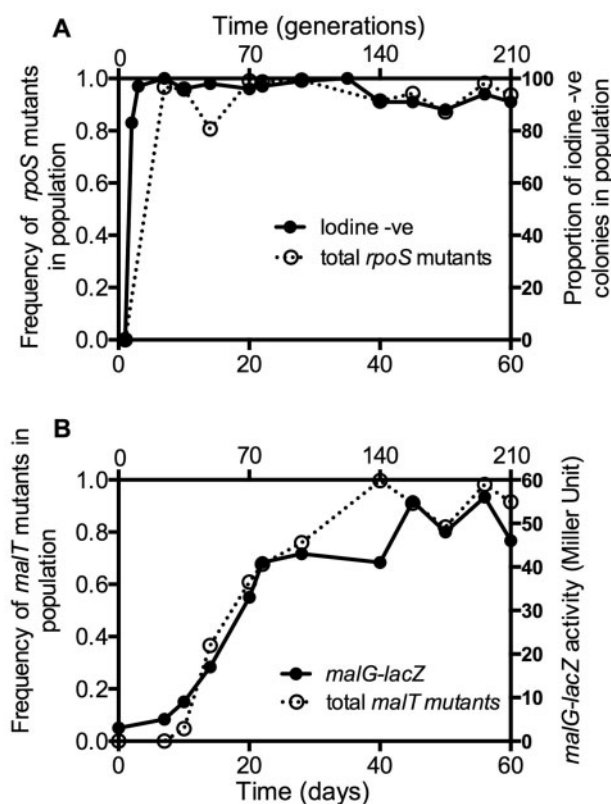 A
Time (generations)
0 70 140 210
Frequency of rpoS mutants
in population
1.0
0.8
0.6
0.4
0.2
0.0
100
80
60
40
20
0
Proportion of iodine -ve
colonies in population
Iodine -ve
total rpoS mutants
0 20 40 60
B
0 70 140 210
Frequency of malT mutants in
population
1.0
0.8
0.6
0.4
0.2
0.0
60
50
40
30
20
10
0
malG-lacZ activity (Miller Unit)
malG-lacZ
total malT mutants
0 20 40 60
Time (days)